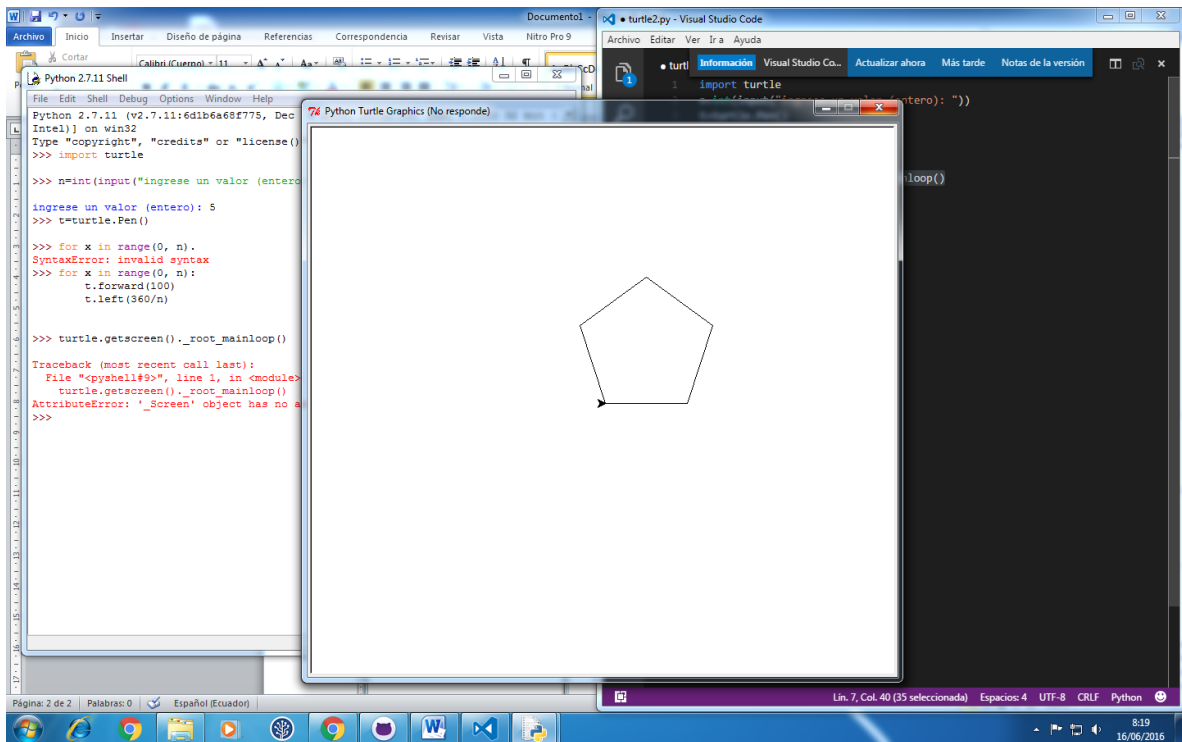 Documento1 -
Archivo Inicio Insertar Diseño de página Referencias Correspondencia Revisar Vista Nitro Pro 9
Cortar
Calibri (Cuerpo) 11
Python 2.7.11 Shell
File Edit Shell Debug Options Window Help
Python 2.7.11 (v2.7.11:6d1b6a68f775, Dec
Intel)] on win32
Type "copyright", "credits" or "license()
>>> import turtle
>>> n=int(input("ingrese un valor (entero
ingrese un valor (entero): 5
>>> t=turtle.Pen()
>>> for x in range(0, n).
SyntaxError: invalid syntax
>>> for x in range(0, n):
t.forward(100)
t.left(360/n)
>>> turtle.getscreen()._root_mainloop()
Traceback (most recent call last):
File "<pyshell#9>", line 1, in <module>
turtle.getscreen()._root_mainloop()
AttributeError: '_Screen' object has no a
>>>
Python Turtle Graphics (No responde)
● turtle2.py - Visual Studio Code
Archivo Editar Ver Ir a Ayuda
● turtl Información Visual Studio Co... Actualizar ahora Más tarde Notas de la versión
1 import turtle
ntero): "))
nloop()
Lín. 7, Col. 40 (35 seleccionada) Espacios: 4 UTF-8 CRLF Python
Página: 2 de 2 Palabras: 0 Español (Ecuador)
8:19
16/06/2016